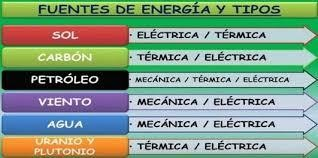 FUENTES DE ENERGÍA Y TIPOS
SOL · ELÉCTRICA / TÉRMICA
CARBÓN · TÉRMICA / ELÉCTRICA
PETRÓLEO · MECÁNICA / TÉRMICA / ELÉCTRICA
VIENTO · MECÁNICA / ELÉCTRICA
AGUA · MECÁNICA / ELÉCTRICA
URANIO Y
PLUTONIO · TÉRMICA / ELÉCTRICA